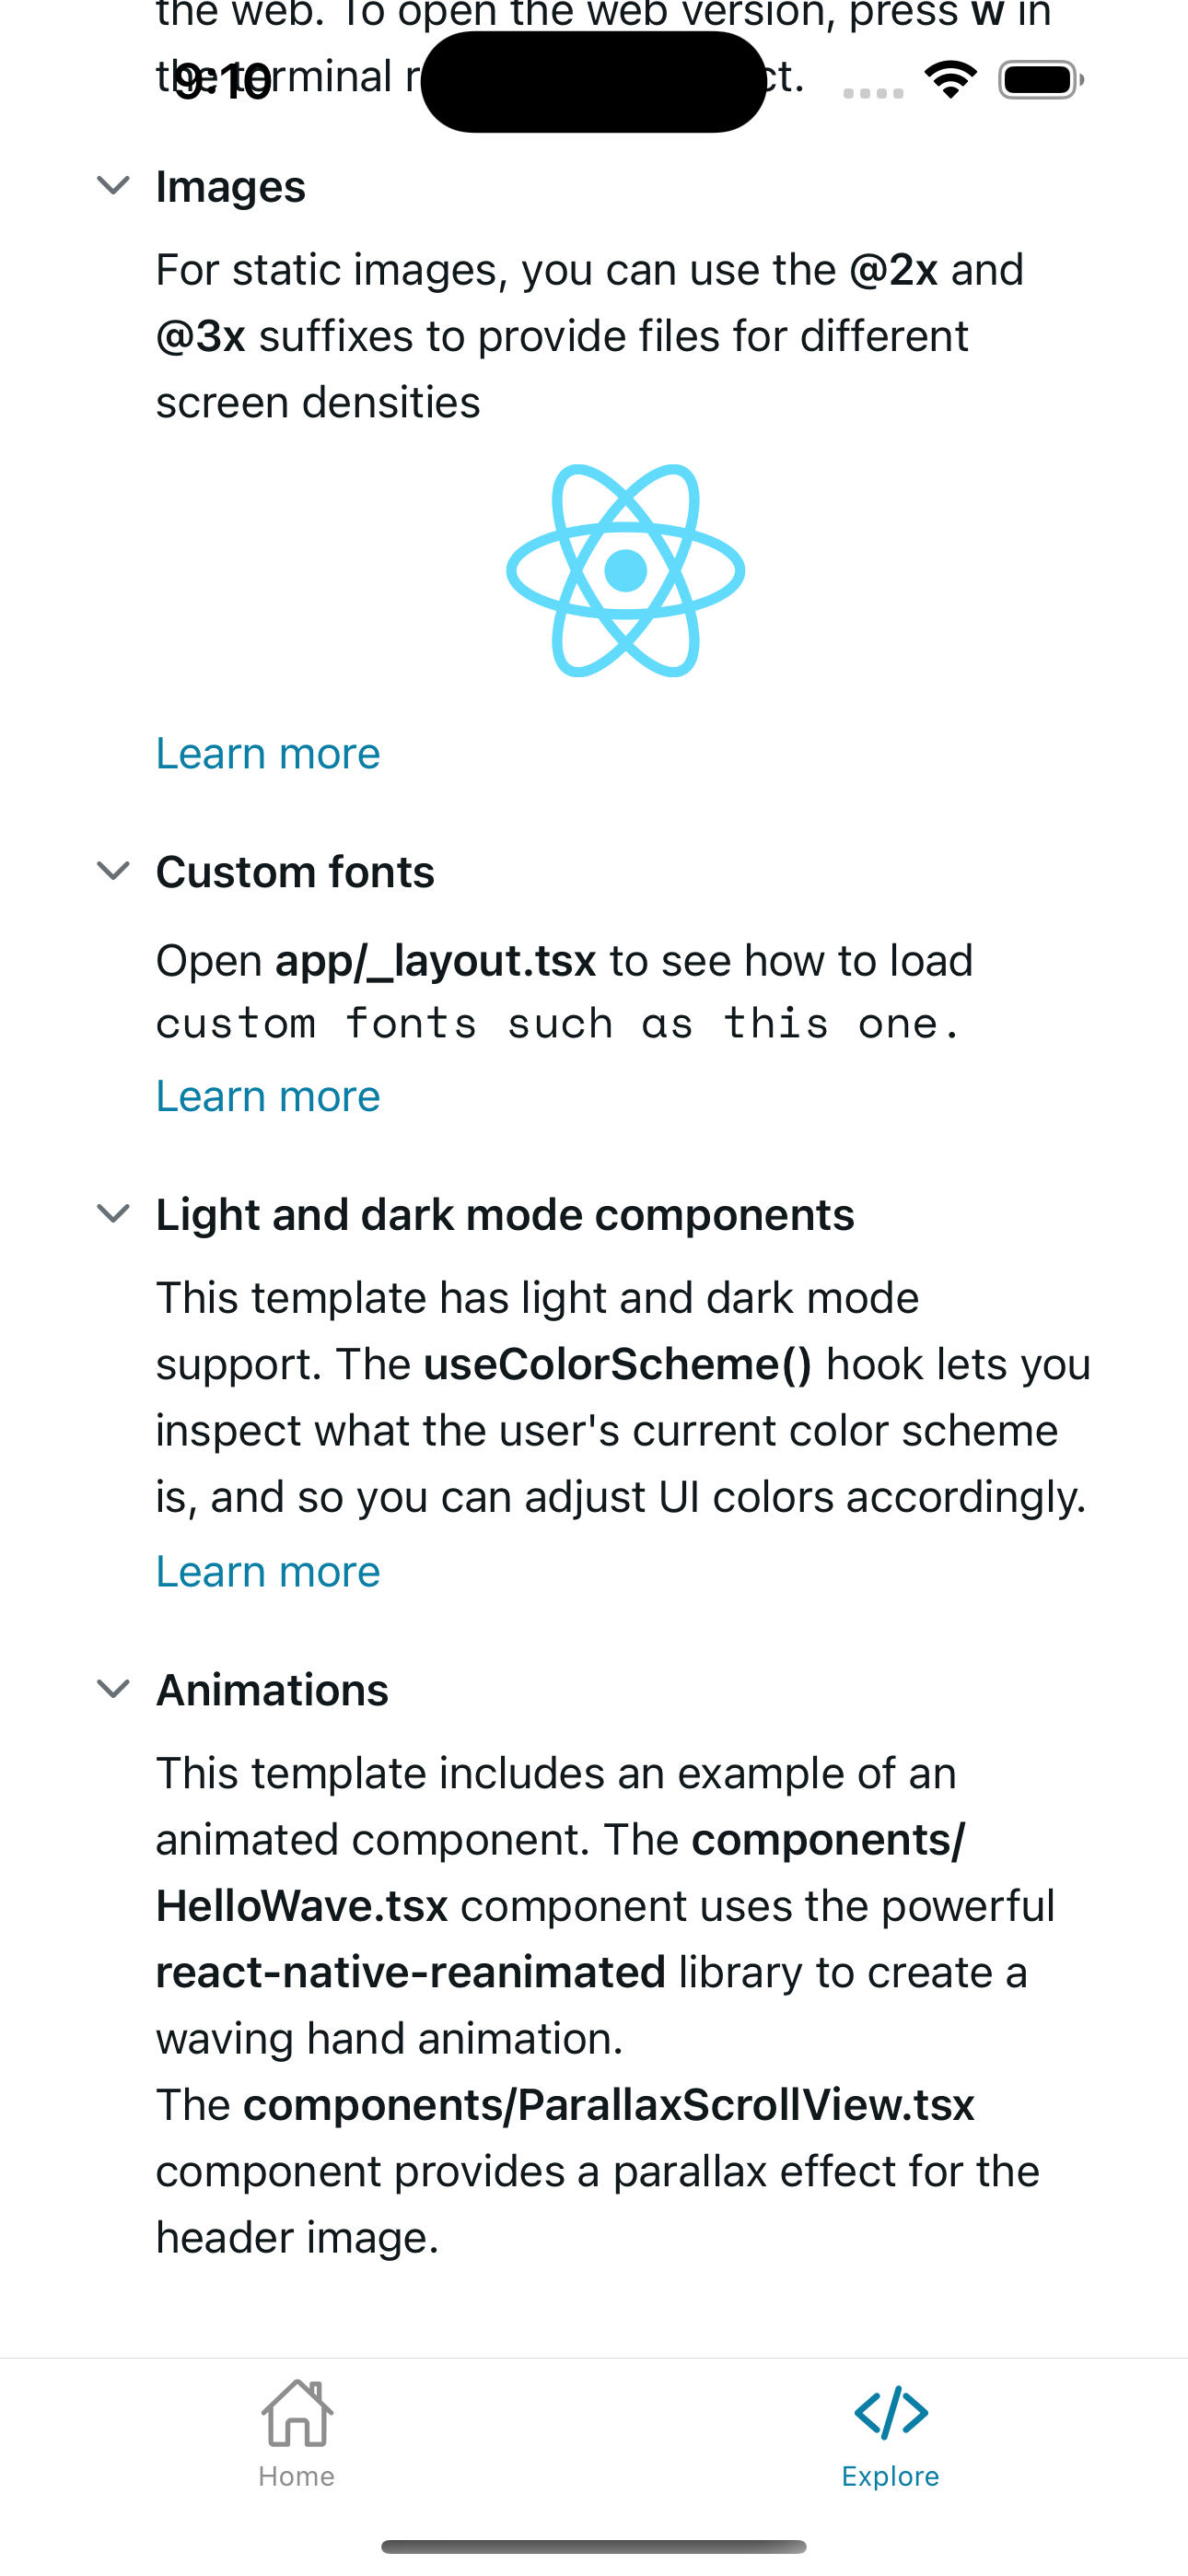 the web. To open the web version, press w in
the terminal r ct.
9:10
Images
For static images, you can use the @2x and
@3x suffixes to provide files for different
screen densities
Learn more
Custom fonts
Open app/_layout.tsx to see how to load
custom fonts such as this one.
Learn more
Light and dark mode components
This template has light and dark mode
support. The useColorScheme() hook lets you
inspect what the user's current color scheme
is, and so you can adjust UI colors accordingly.
Learn more
Animations
This template includes an example of an
animated component. The components/
HelloWave.tsx component uses the powerful
react-native-reanimated library to create a
waving hand animation.
The components/ParallaxScrollView.tsx
component provides a parallax effect for the
header image.
Home
Explore